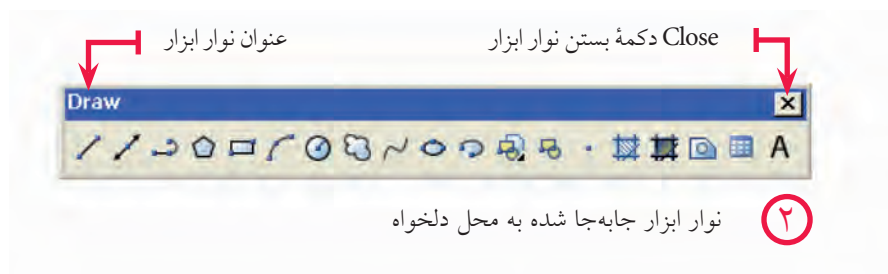 Close دکمهٔ بستن نوار ابزار
عنوان نوار ابزار
Draw
A
۲ نوار ابزار جابه‌جا شده به محل دلخواه